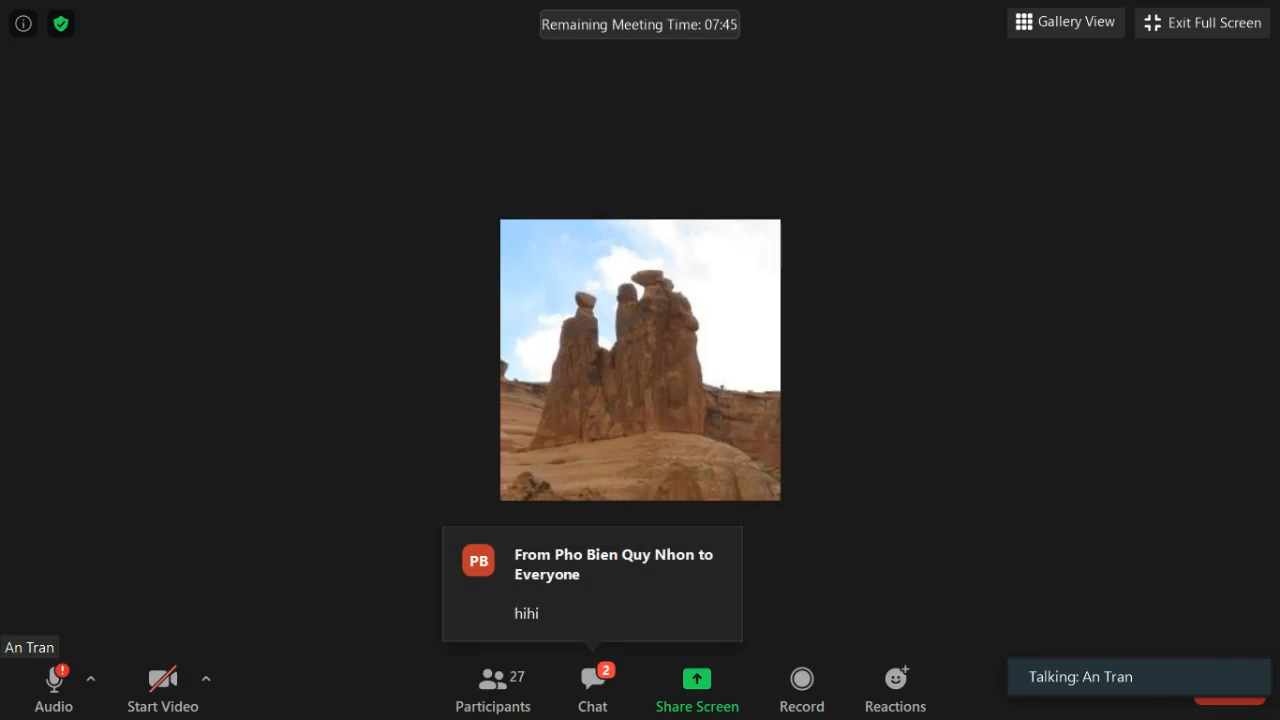 Remaining Meeting Time: 07:45
Gallery View
Exit Full Screen
PB
From Pho Bien Quy Nhon to
Everyone
hihi
An Tran
27
2
Talking: An Tran
Audio
Start Video
Participants
Chat
Share Screen
Record
Reactions